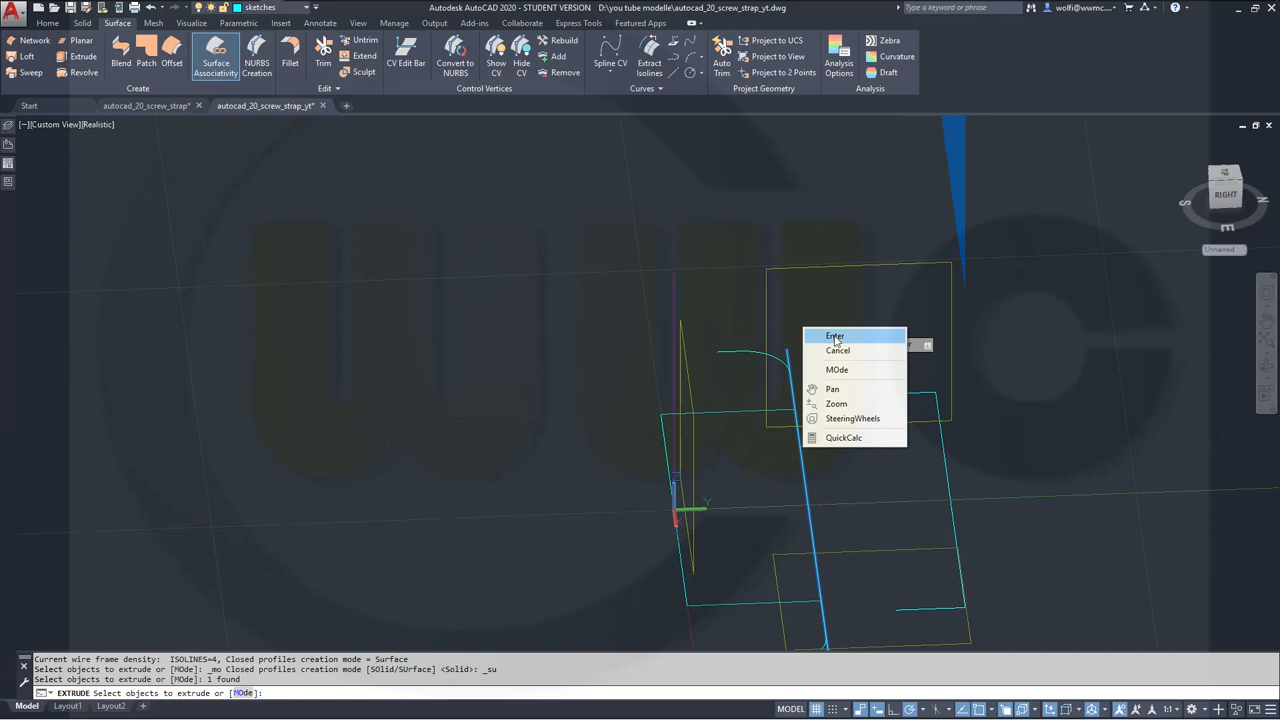 sketches
Autodesk AutoCAD 2020 - STUDENT VERSION D:\you tube modelle\autocad_20_screw_strap_yt.dwg
Type a keyword or phrase
wolfi@wwmc...
Home Solid Surface Mesh Visualize Parametric Insert Annotate View Manage Output Add-ins Collaborate Express Tools Featured Apps
Network Planar
Loft Extrude
Sweep Revolve
Blend Patch Offset
Surface Associativity
NURBS Creation
Fillet
Trim
Untrim
Extend
Sculpt
CV Edit Bar
Convert to NURBS
Show CV
Hide CV
Rebuild
Add
Remove
Spline CV
Extract Isolines
Auto Trim
Project to UCS
Project to View
Project to 2 Points
Analysis Options
Zebra
Curvature
Draft
Create Edit Control Vertices Curves Project Geometry Analysis
Start autocad_20_screw_strap* autocad_20_screw_strap_yt*
[−][Custom View][Realistic]
RIGHT
S
N
E
Unnamed
UWC
Enter
Cancel
MOde
Pan
Zoom
SteeringWheels
QuickCalc
Y
Current wire frame density: ISOLINES=4, Closed profiles creation mode = Surface
Select objects to extrude or [MOde]: _mo Closed profiles creation mode [SOlid/SUrface] <Solid>: _su
Select objects to extrude or [MOde]: 1 found
EXTRUDE Select objects to extrude or [MOde]:
Model Layout1 Layout2
MODEL
1:1